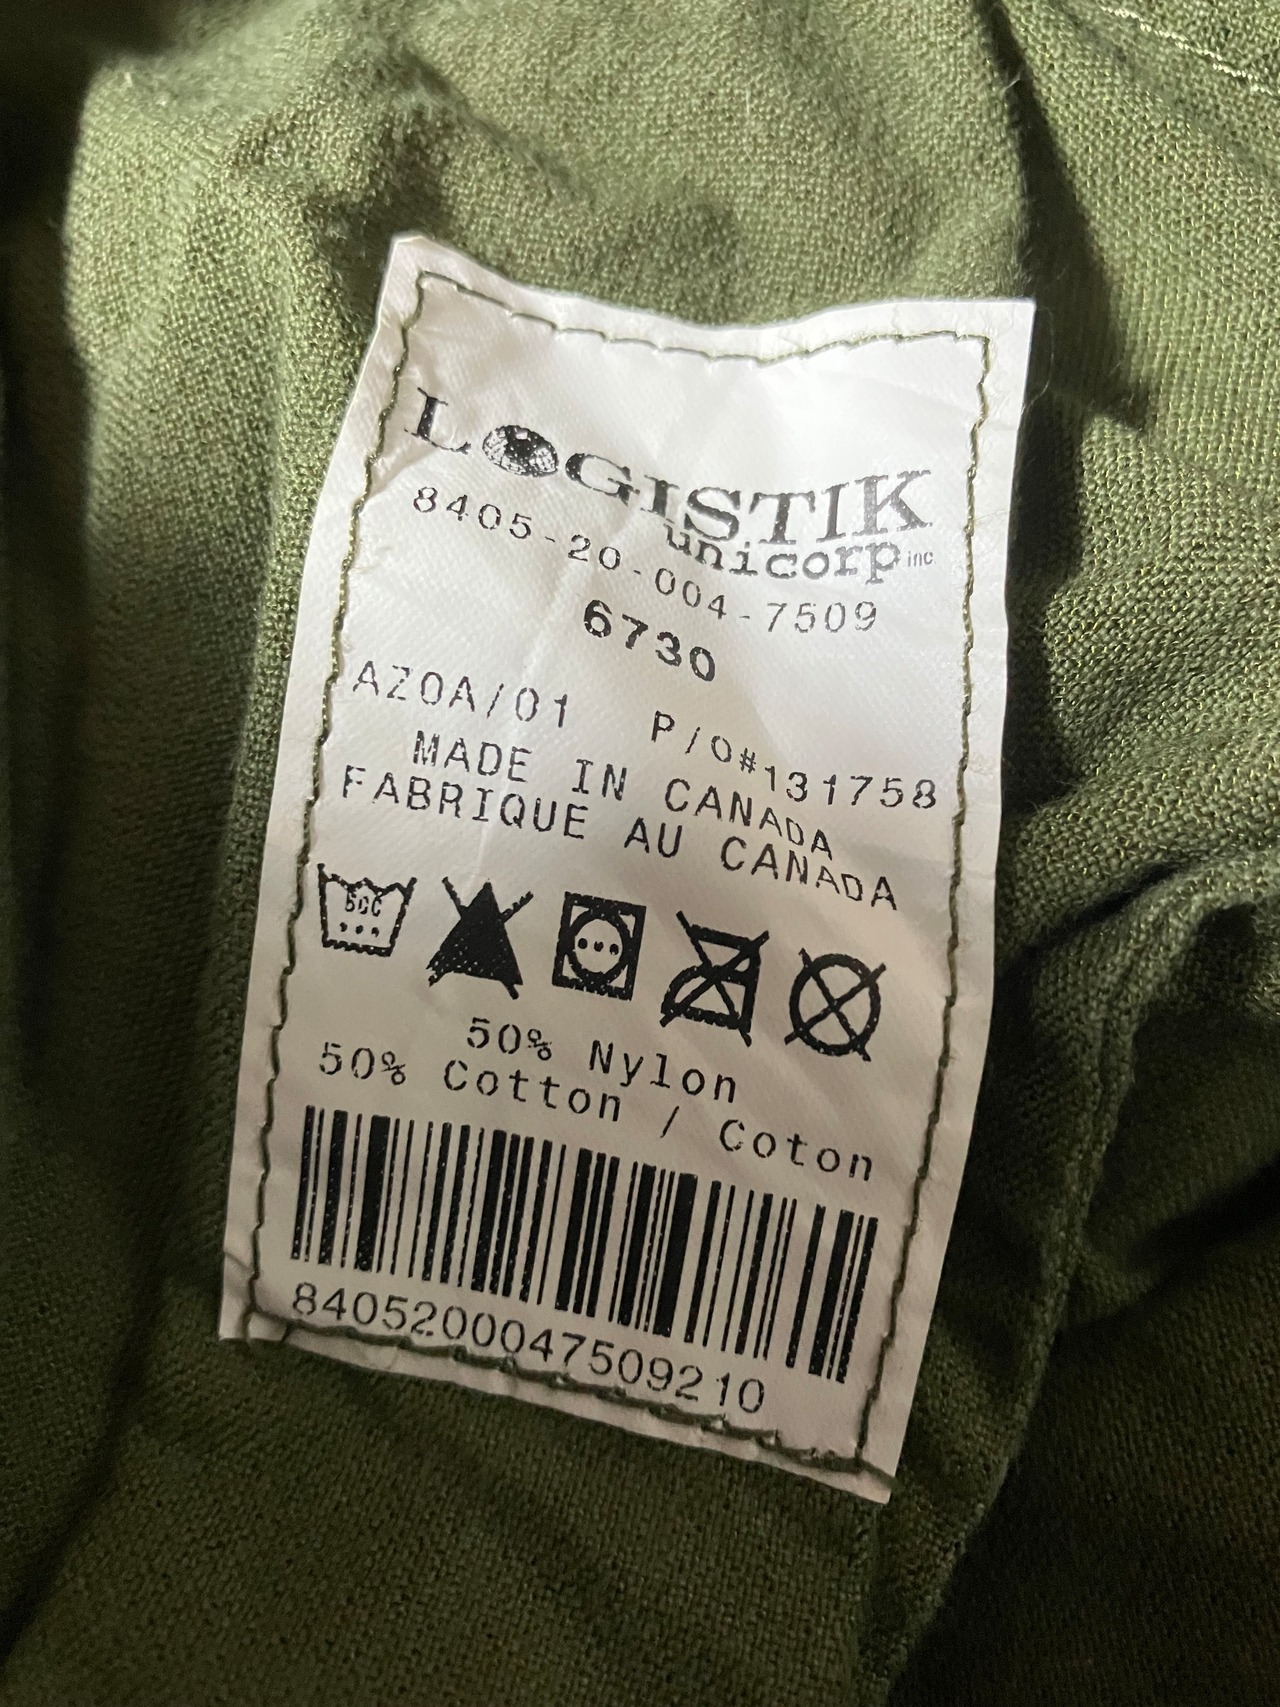 LOGISTIK
unicorp inc
8405-20-004-7509
6730
AZOA/01 P/O#131758
MADE IN CANADA
FABRIQUE AU CANADA
50C
50% Nylon
50% Cotton / Coton
8405200047509210